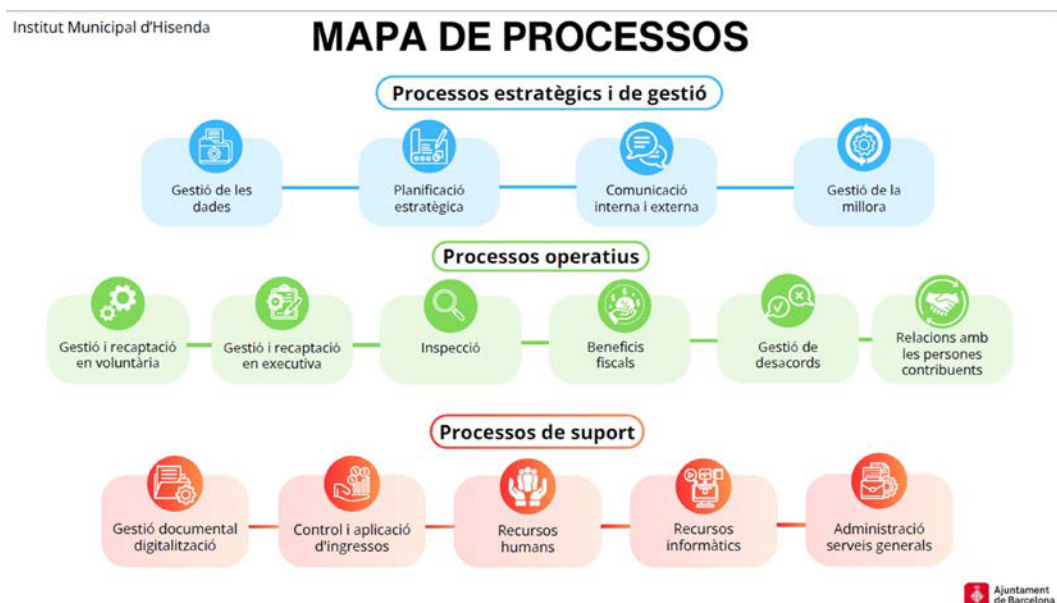 Institut Municipal d'Hisenda
MAPA DE PROCESSOS
Processos estratègics i de gestió
Gestió de les
dades
Planificació
estratègica
Comunicació
interna i externa
Gestió de la
millora
Processos operatius
Gestió i recaptació
en voluntària
Gestió i recaptació
en executiva
Inspecció
Beneficis
fiscals
Gestió de
desacords
Relacions amb
les persones
contribuents
Processos de suport
Gestió documental
digitalització
Control i aplicació
d'ingressos
Recursos
humans
Recursos
informàtics
Administració
serveis generals
Ajuntament
de Barcelona